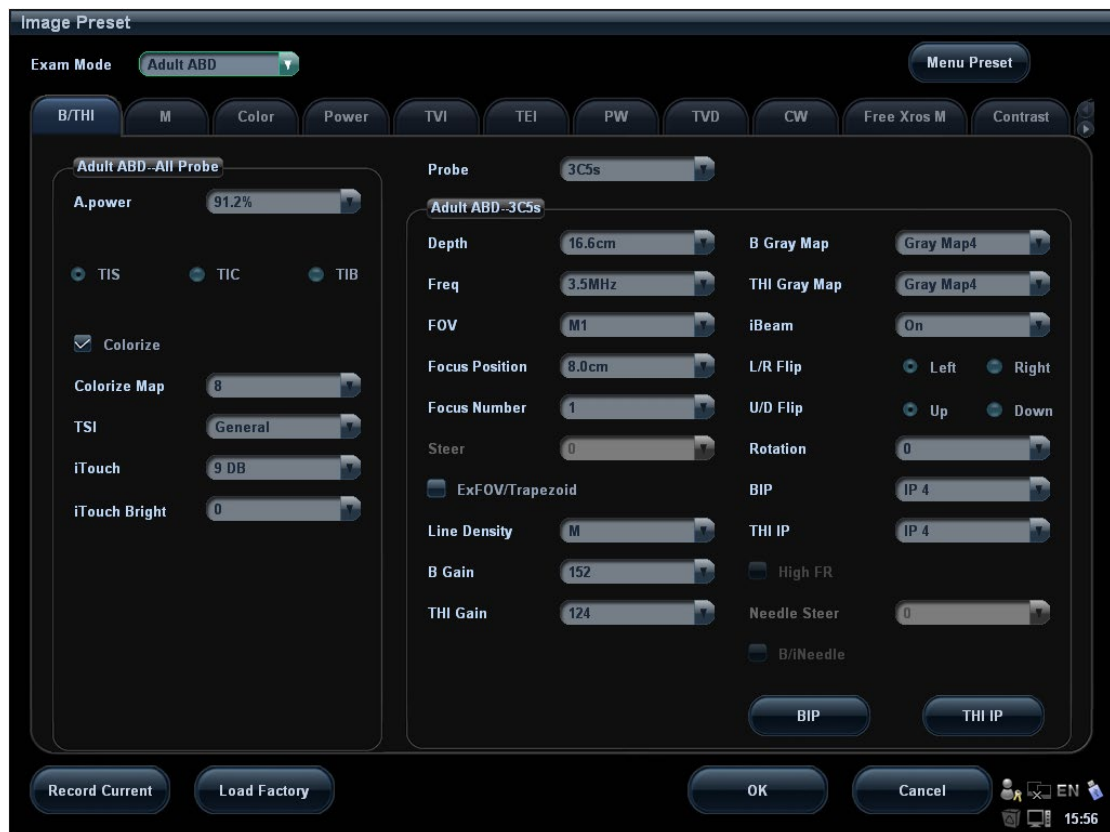 Image Preset
Exam Mode Adult ABD Menu Preset
B/THI M Color Power TVI TEI PW TVD CW Free Xros M Contrast
Adult ABD--All Probe
A.power 91.2%
TIS TIC TIB
Colorize
Colorize Map 8
TSI General
iTouch 9 DB
iTouch Bright 0
Probe 3C5s
Adult ABD--3C5s
Depth 16.6cm
Freq 3.5MHz
FOV M1
Focus Position 8.0cm
Focus Number 1
Steer 0
ExFOV/Trapezoid
Line Density M
B Gain 152
THI Gain 124
B Gray Map Gray Map4
THI Gray Map Gray Map4
iBeam On
L/R Flip Left Right
U/D Flip Up Down
Rotation 0
BIP IP 4
THI IP IP 4
High FR
Needle Steer 0
B/iNeedle
BIP THI IP
Record Current Load Factory OK Cancel EN
15:56